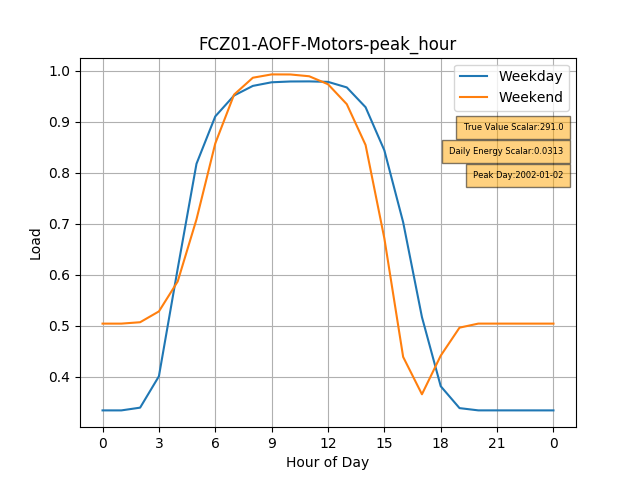 FCZ01-AOFF-Motors-peak_hour
Weekday
Weekend
True Value Scalar:291.0
Daily Energy Scalar:0.0313
Peak Day:2002-01-02
Load
1.0
0.9
0.8
0.7
0.6
0.5
0.4
0 3 6 9 12 15 18 21 0
Hour of Day